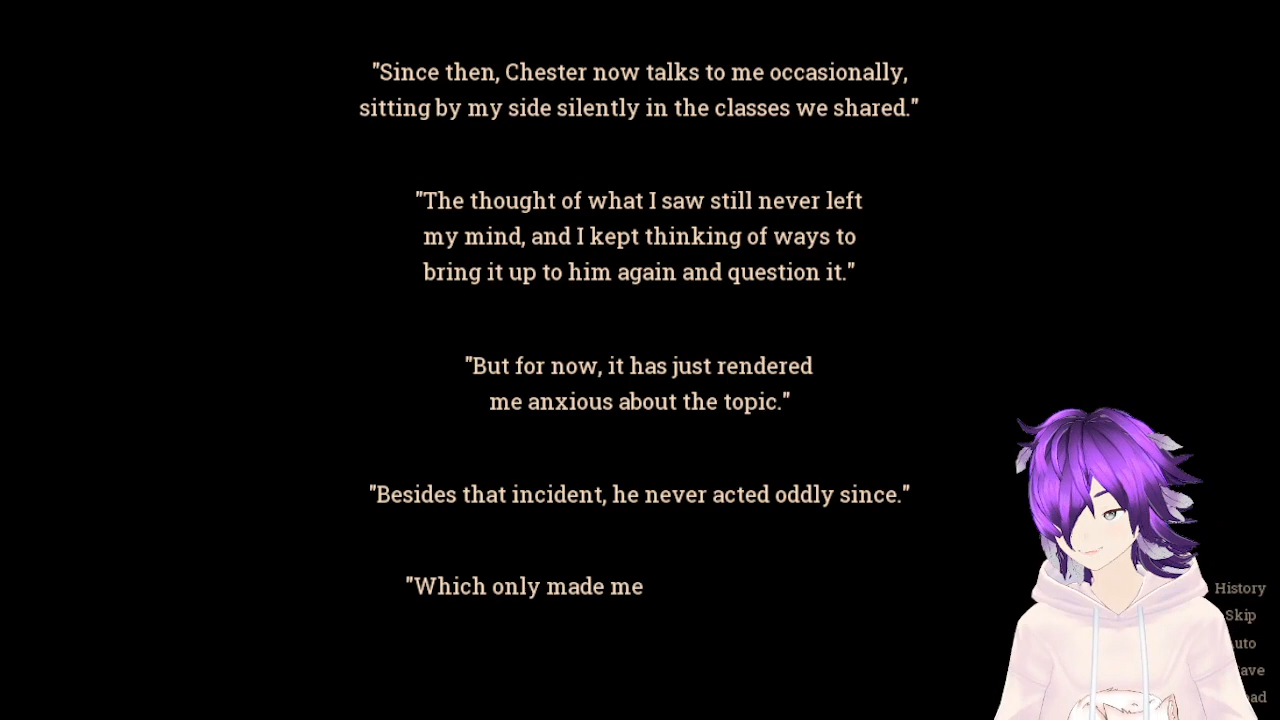 "Since then, Chester now talks to me occasionally,
sitting by my side silently in the classes we shared."
"The thought of what I saw still never left
my mind, and I kept thinking of ways to
bring it up to him again and question it."
"But for now, it has just rendered
me anxious about the topic."
"Besides that incident, he never acted oddly since."
"Which only made me
History
Skip
uto
ave
ad